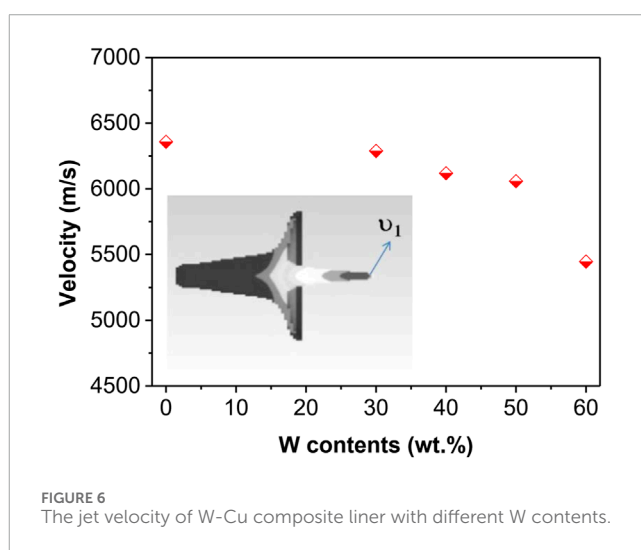 7000
6500
6000
5500
5000
4500
Velocity (m/s)
υ1
0 10 20 30 40 50 60
W contents (wt.%)
FIGURE 6
The jet velocity of W-Cu composite liner with different W contents.